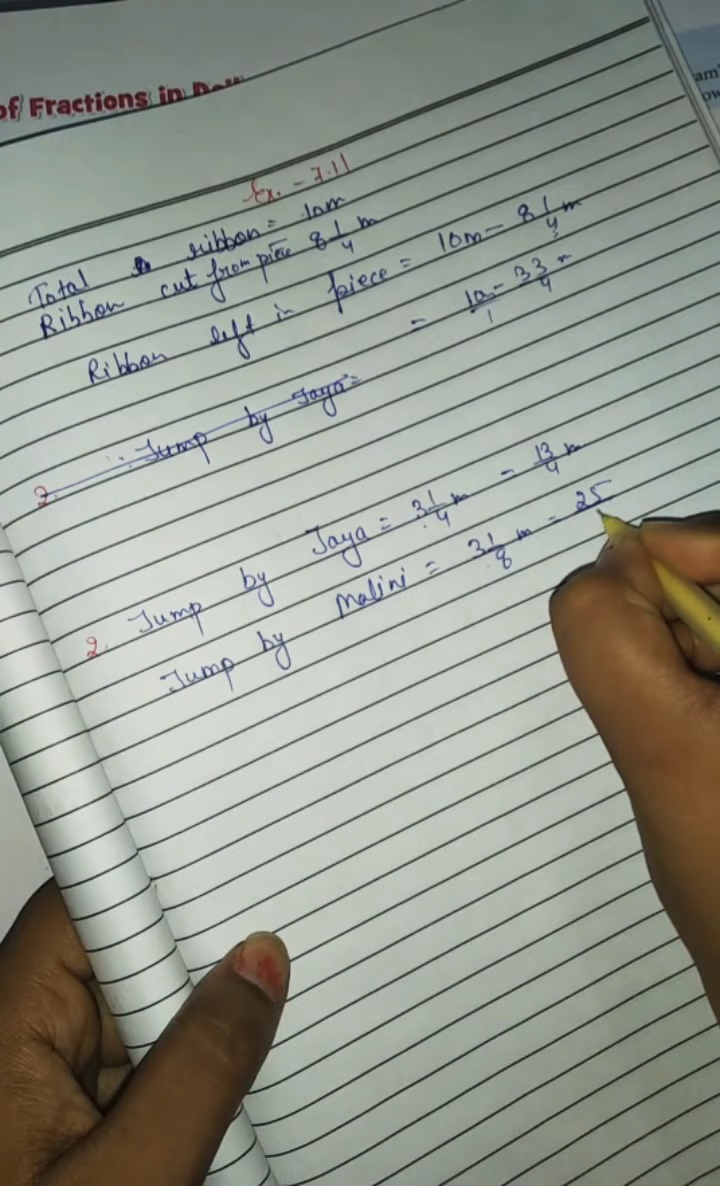 of Fractions in
Ex. - 7.11
Total ribbon = 10m
Ribbon cut from piece 8 1/4 m
Ribbon left in piece = 10m - 8 1/4 m
= 10/1 - 33/4 m
2. ∴ Jump by Jaya =
2. Jump by Jaya = 3 1/4 m = 13/4 m
Jump by Malini = 3 1/8 m = 25